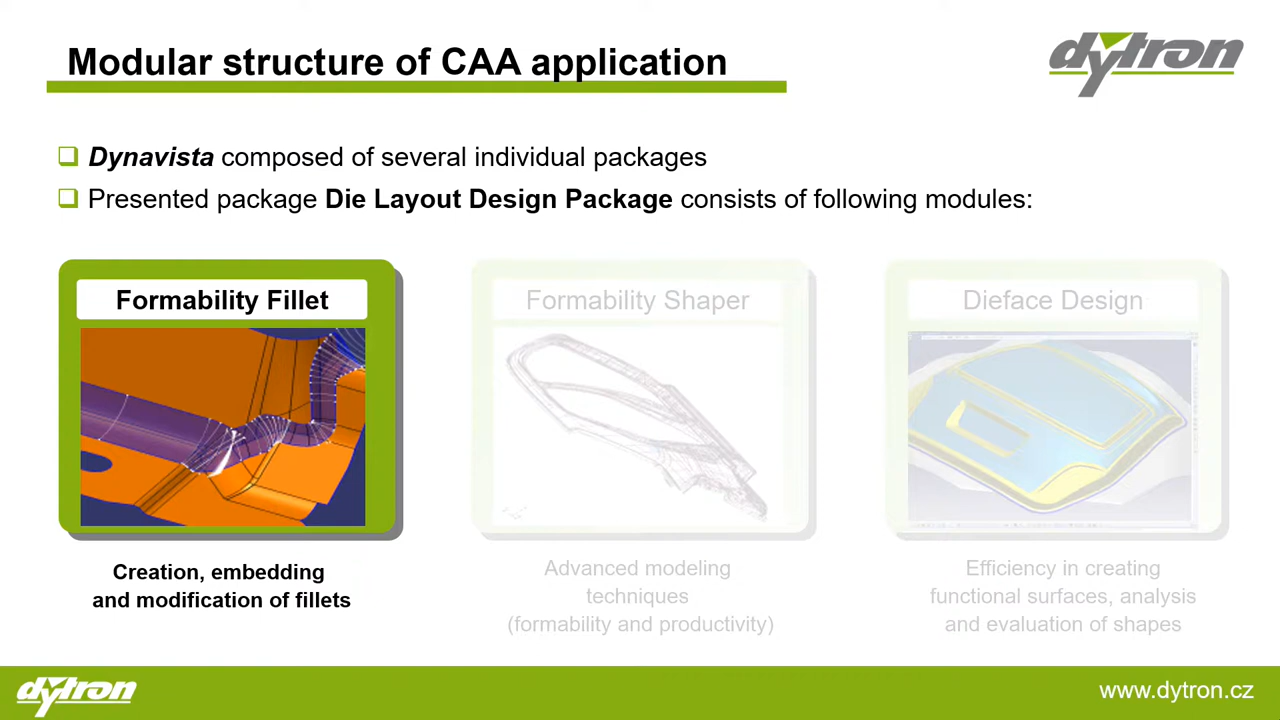 Modular structure of CAA application
dytron
Dynavista composed of several individual packages
Presented package Die Layout Design Package consists of following modules:
Formability Fillet
Formability Shaper
Dieface Design
Creation, embedding
and modification of fillets
Advanced modeling
techniques
(formability and productivity)
Efficiency in creating
functional surfaces, analysis
and evaluation of shapes
dytron
www.dytron.cz